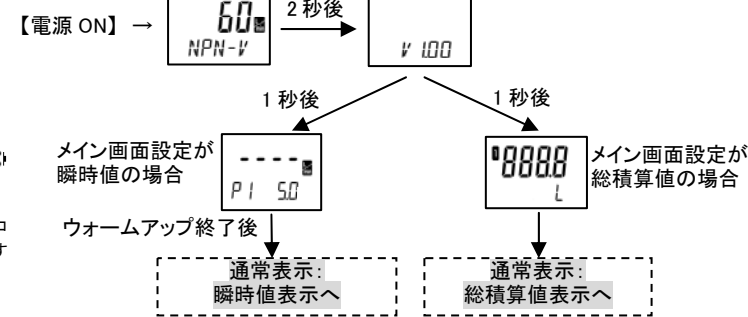 【電源 ON】 →
60
NPN-V
2 秒後
V 1.00
1 秒後
1 秒後
メイン画面設定が
瞬時値の場合
----
P1 5.0
8888
L
メイン画面設定が
総積算値の場合
ウォームアップ終了後
通常表示:
瞬時値表示へ
通常表示:
総積算値表示へ